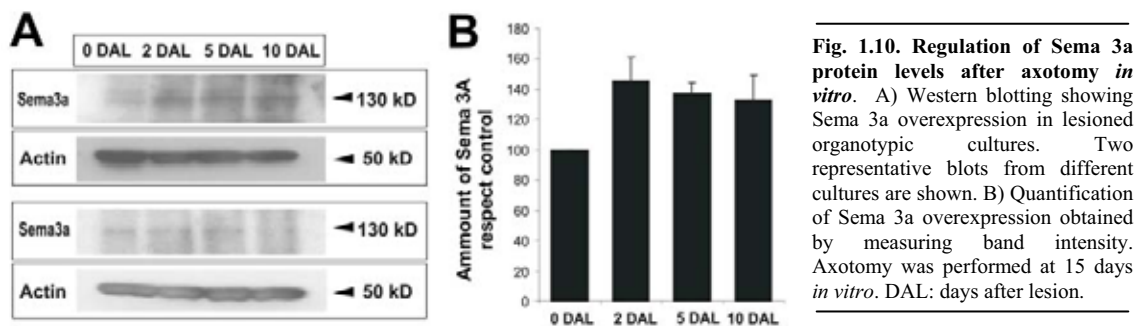 A
0 DAL 2 DAL 5 DAL 10 DAL
Sema3a 130 kD
Actin 50 kD
Sema3a 130 kD
Actin 50 kD
B
Ammount of Sema 3A
respect control
180
160
140
120
100
80
60
40
20
0
0 DAL 2 DAL 5 DAL 10 DAL
Fig. 1.10. Regulation of Sema 3a
protein levels after axotomy in
vitro. A) Western blotting showing
Sema 3a overexpression in lesioned
organotypic cultures. Two
representative blots from different
cultures are shown. B) Quantification
of Sema 3a overexpression obtained
by measuring band intensity.
Axotomy was performed at 15 days
in vitro. DAL: days after lesion.